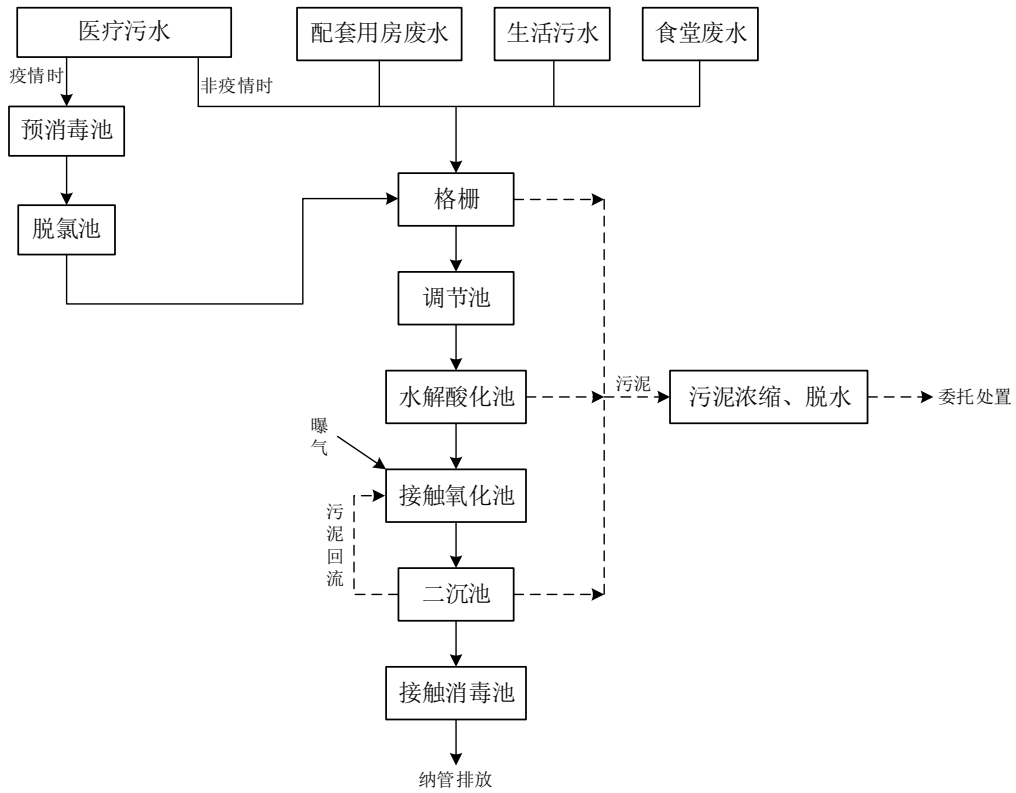 医疗污水
配套用房废水
生活污水
食堂废水
疫情时
非疫情时
预消毒池
脱氯池
格栅
调节池
水解酸化池
污泥
污泥浓缩、脱水
委托处置
曝气
接触氧化池
污泥回流
二沉池
接触消毒池
纳管排放